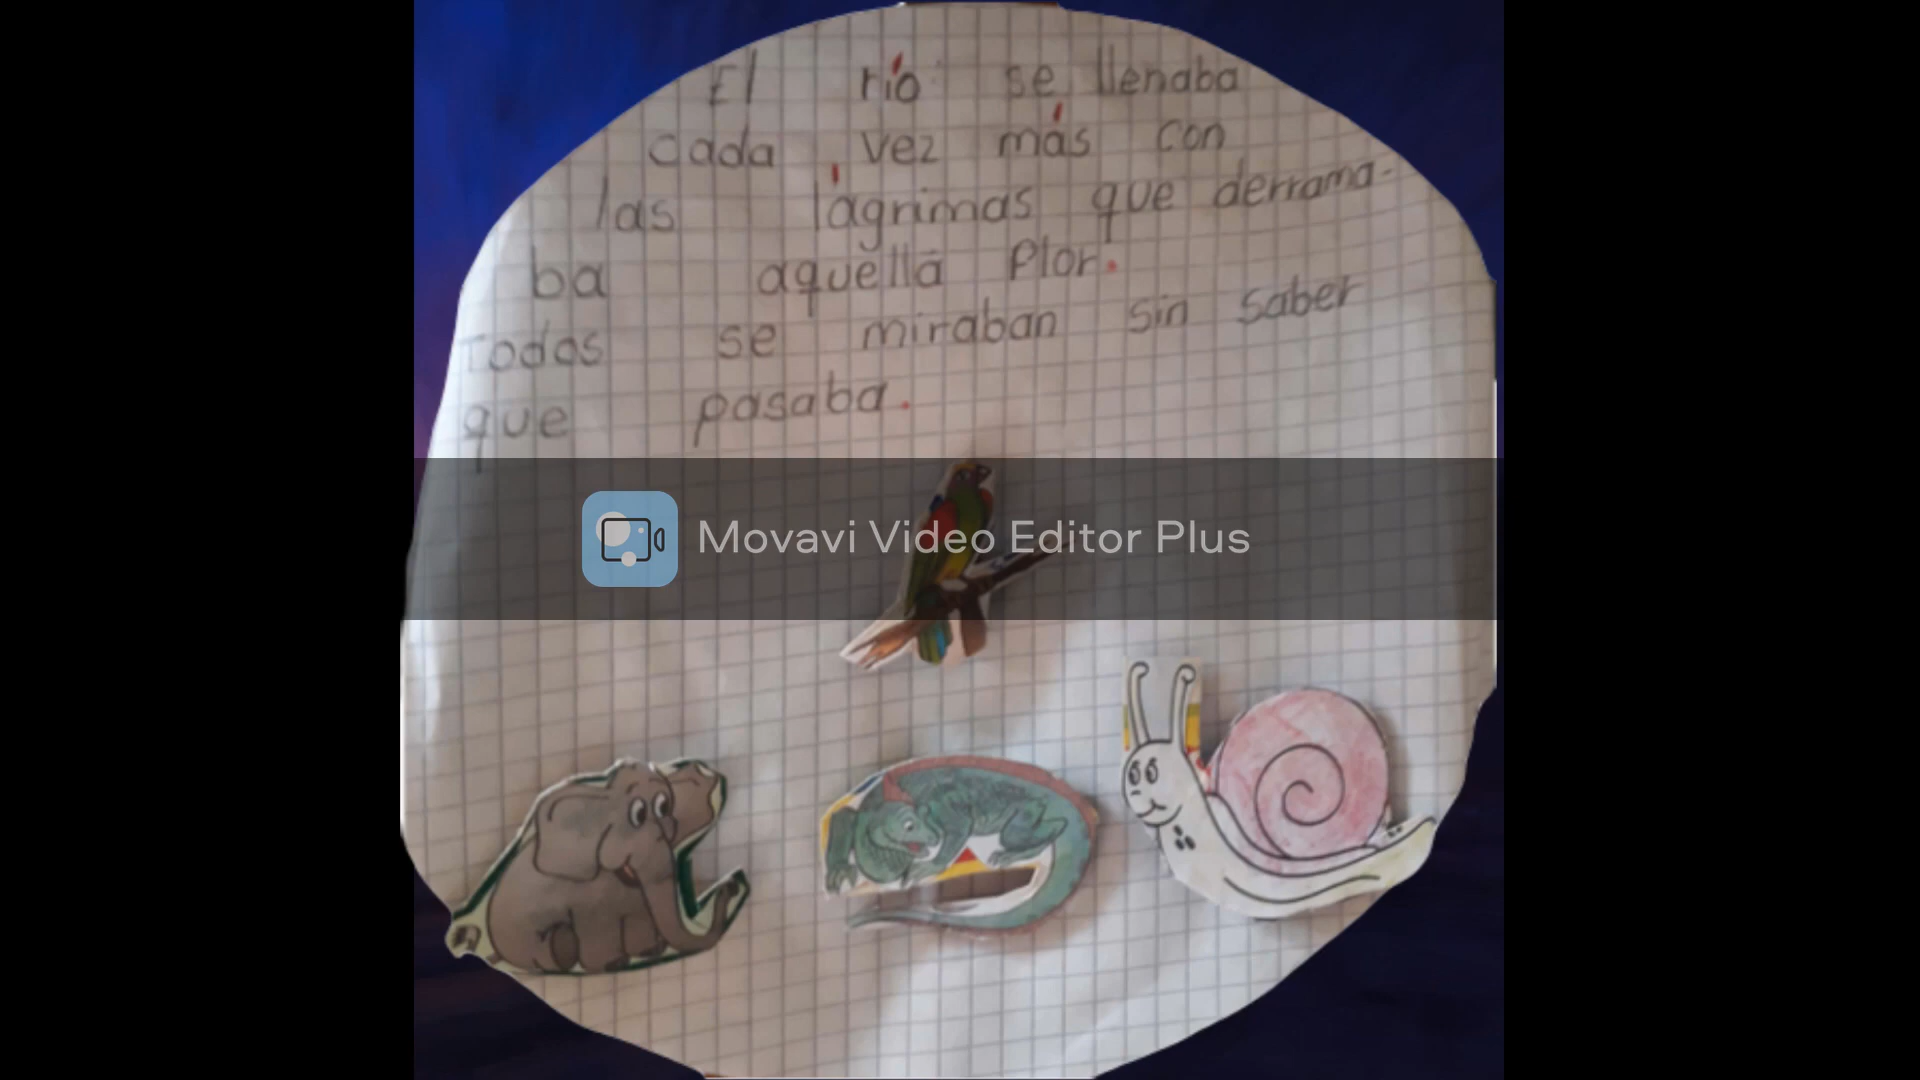 El río se llenaba
cada vez más con
las lágrimas que derrama-
ba aquella Flor.
Todos se miraban sin saber
que pasaba.
Movavi Video Editor Plus